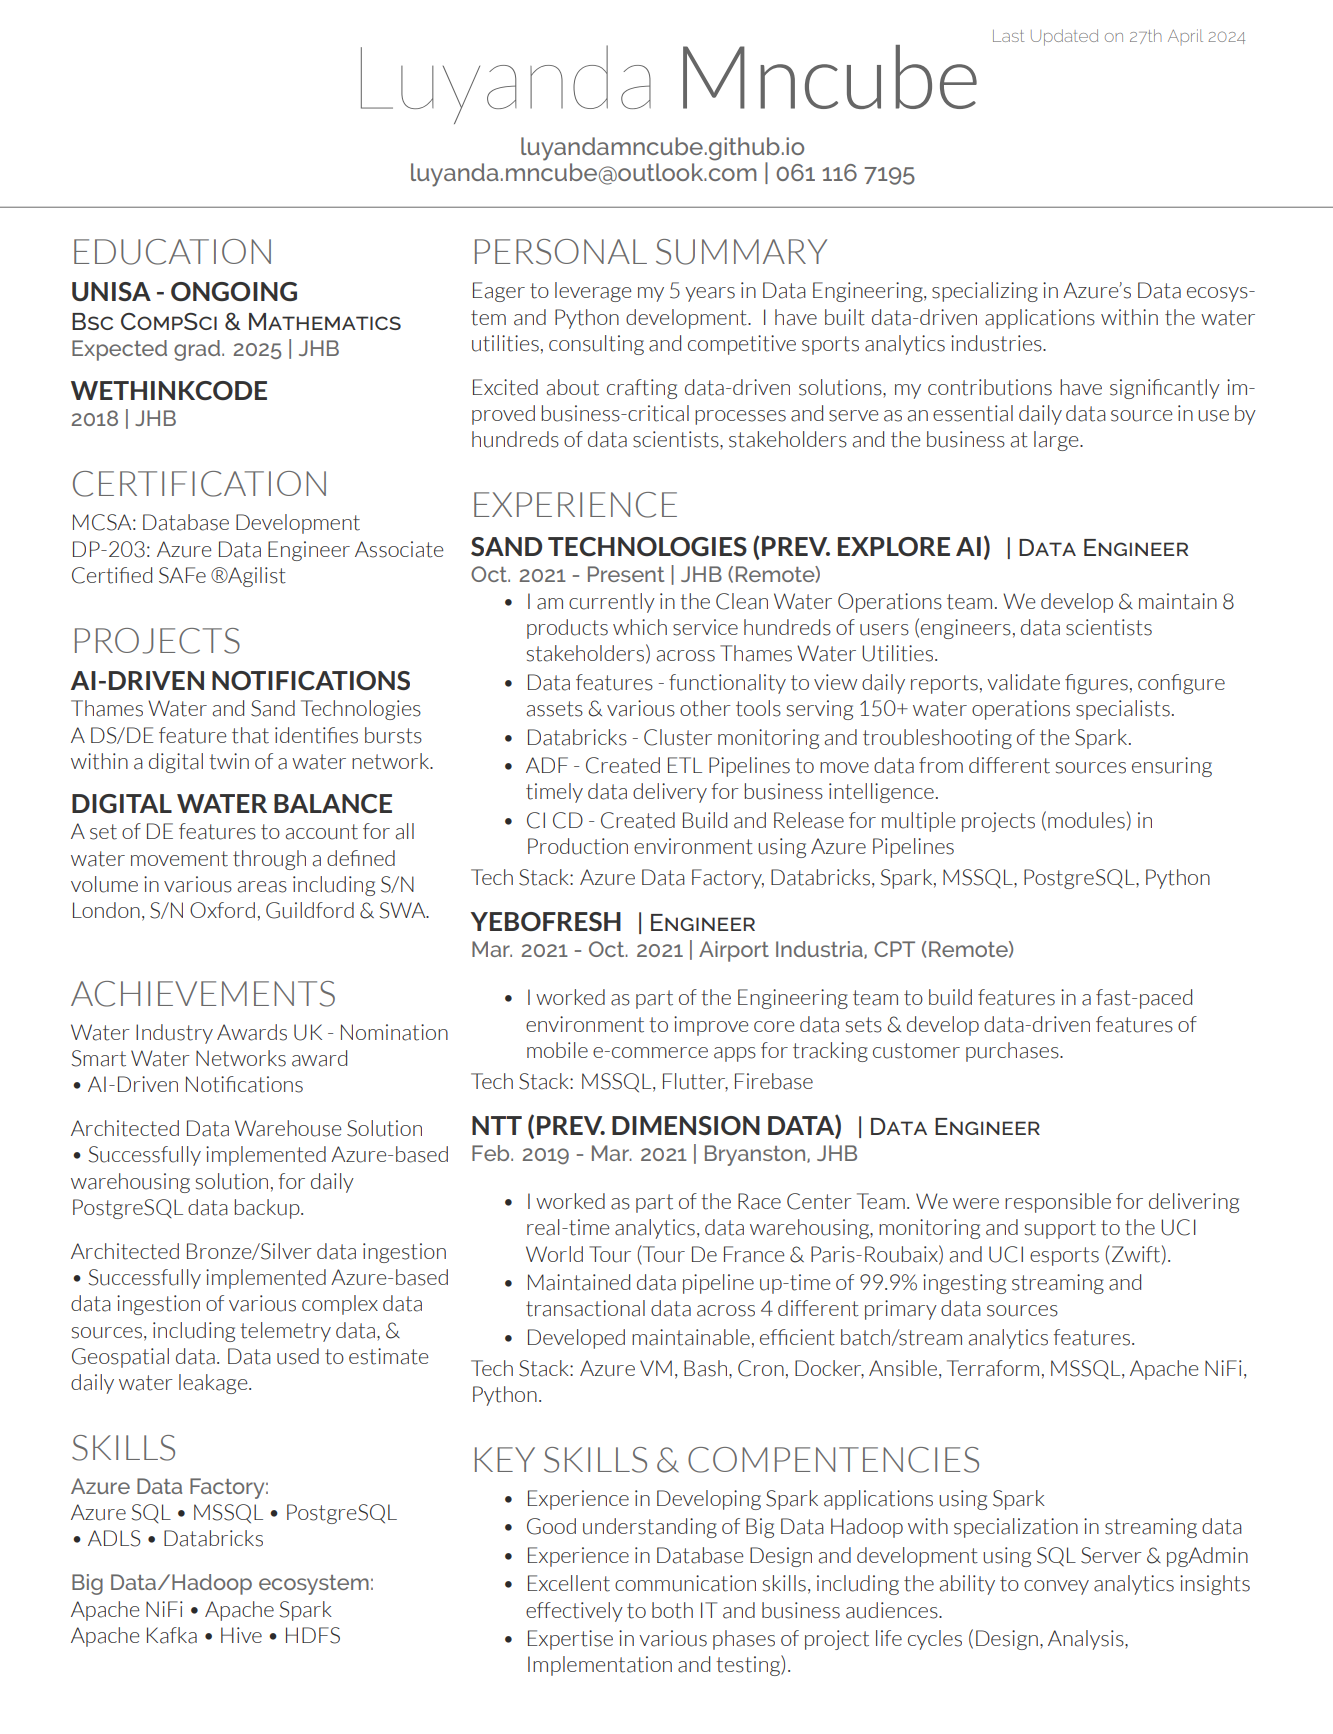 Last Updated on 27th April 2024
Luyanda Mncube
luyandamncube.github.io
luyanda.mncube@outlook.com | 061 116 7195
EDUCATION
UNISA - ONGOING
BSC COMPSCI & MATHEMATICS
Expected grad. 2025 | JHB
WETHINKCODE
2018 | JHB
CERTIFICATION
MCSA: Database Development
DP-203: Azure Data Engineer Associate
Certified SAFe ®Agilist
PROJECTS
AI-DRIVEN NOTIFICATIONS
Thames Water and Sand Technologies
A DS/DE feature that identifies bursts
within a digital twin of a water network.
DIGITAL WATER BALANCE
A set of DE features to account for all
water movement through a defined
volume in various areas including S/N
London, S/N Oxford, Guildford & SWA.
ACHIEVEMENTS
Water Industry Awards UK - Nomination
Smart Water Networks award
• AI-Driven Notifications
Architected Data Warehouse Solution
• Successfully implemented Azure-based
warehousing solution, for daily
PostgreSQL data backup.
Architected Bronze/Silver data ingestion
• Successfully implemented Azure-based
data ingestion of various complex data
sources, including telemetry data, &
Geospatial data. Data used to estimate
daily water leakage.
SKILLS
Azure Data Factory:
Azure SQL • MSSQL • PostgreSQL
• ADLS • Databricks
Big Data/Hadoop ecosystem:
Apache NiFi • Apache Spark
Apache Kafka • Hive • HDFS
PERSONAL SUMMARY
Eager to leverage my 5 years in Data Engineering, specializing in Azure's Data ecosys-
tem and Python development. I have built data-driven applications within the water
utilities, consulting and competitive sports analytics industries.
Excited about crafting data-driven solutions, my contributions have significantly im-
proved business-critical processes and serve as an essential daily data source in use by
hundreds of data scientists, stakeholders and the business at large.
EXPERIENCE
SAND TECHNOLOGIES (PREV. EXPLORE AI) | DATA ENGINEER
Oct. 2021 - Present | JHB (Remote)
• I am currently in the Clean Water Operations team. We develop & maintain 8
products which service hundreds of users (engineers, data scientists
stakeholders) across Thames Water Utilities.
• Data features - functionality to view daily reports, validate figures, configure
assets & various other tools serving 150+ water operations specialists.
• Databricks - Cluster monitoring and troubleshooting of the Spark.
• ADF - Created ETL Pipelines to move data from different sources ensuring
timely data delivery for business intelligence.
• CI CD - Created Build and Release for multiple projects (modules) in
Production environment using Azure Pipelines
Tech Stack: Azure Data Factory, Databricks, Spark, MSSQL, PostgreSQL, Python
YEBOFRESH | ENGINEER
Mar. 2021 - Oct. 2021 | Airport Industria, CPT (Remote)
• I worked as part of the Engineering team to build features in a fast-paced
environment to improve core data sets & develop data-driven features of
mobile e-commerce apps for tracking customer purchases.
Tech Stack: MSSQL, Flutter, Firebase
NTT (PREV. DIMENSION DATA) | DATA ENGINEER
Feb. 2019 - Mar. 2021 | Bryanston, JHB
• I worked as part of the Race Center Team. We were responsible for delivering
real-time analytics, data warehousing, monitoring and support to the UCI
World Tour (Tour De France & Paris-Roubaix) and UCI esports (Zwift).
• Maintained data pipeline up-time of 99.9% ingesting streaming and
transactional data across 4 different primary data sources
• Developed maintainable, efficient batch/stream analytics features.
Tech Stack: Azure VM, Bash, Cron, Docker, Ansible, Terraform, MSSQL, Apache NiFi,
Python.
KEY SKILLS & COMPENTENCIES
• Experience in Developing Spark applications using Spark
• Good understanding of Big Data Hadoop with specialization in streaming data
• Experience in Database Design and development using SQL Server & pgAdmin
• Excellent communication skills, including the ability to convey analytics insights
effectively to both IT and business audiences.
• Expertise in various phases of project life cycles (Design, Analysis,
Implementation and testing).